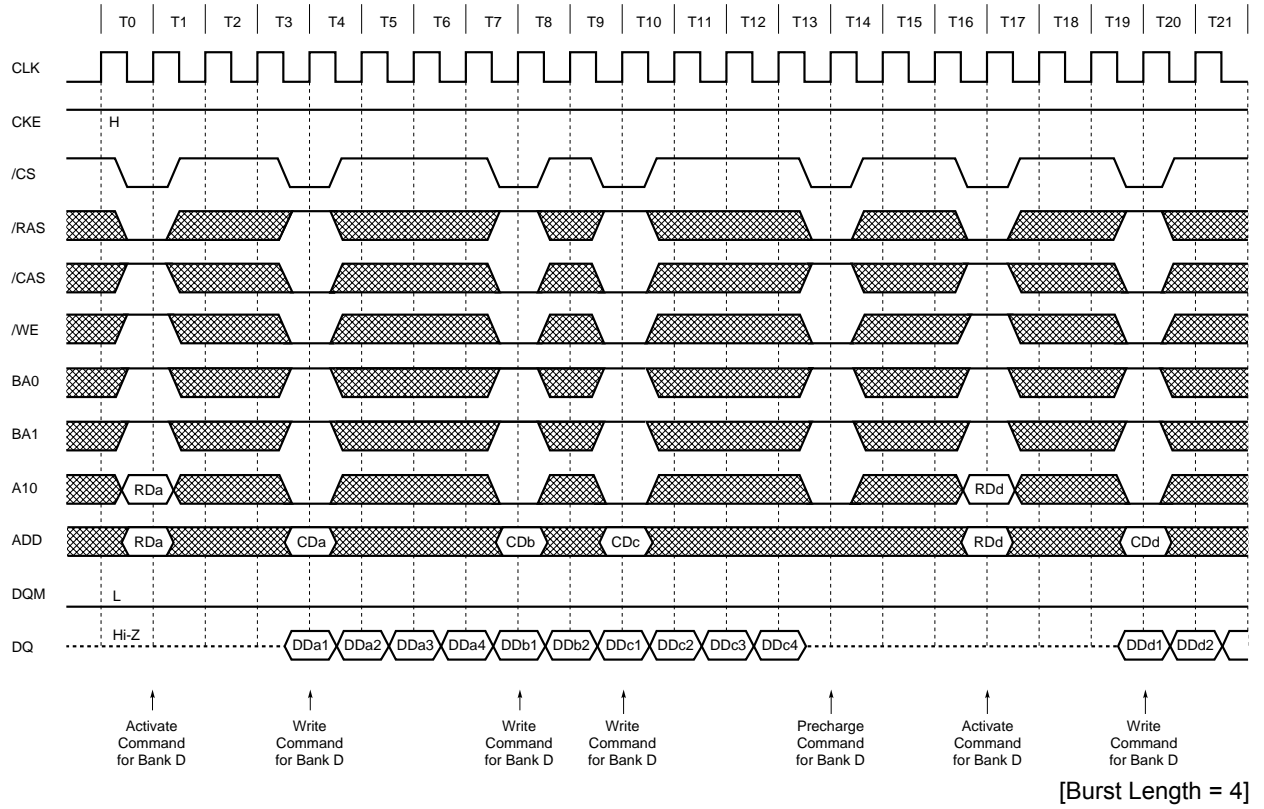 T0 T1 T2 T3 T4 T5 T6 T7 T8 T9 T10 T11 T12 T13 T14 T15 T16 T17 T18 T19 T20 T21
CLK
CKE H
/CS
/RAS
/CAS
/WE
BA0
BA1
A10 RDa RDd
ADD RDa CDa CDb CDc RDd CDd
DQM L
DQ Hi-Z DDa1 DDa2 DDa3 DDa4 DDb1 DDb2 DDc1 DDc2 DDc3 DDc4 DDd1 DDd2
Activate Write Write Write Precharge Activate Write
Command Command Command Command Command Command Command
for Bank D for Bank D for Bank D for Bank D for Bank D for Bank D for Bank D
[Burst Length = 4]